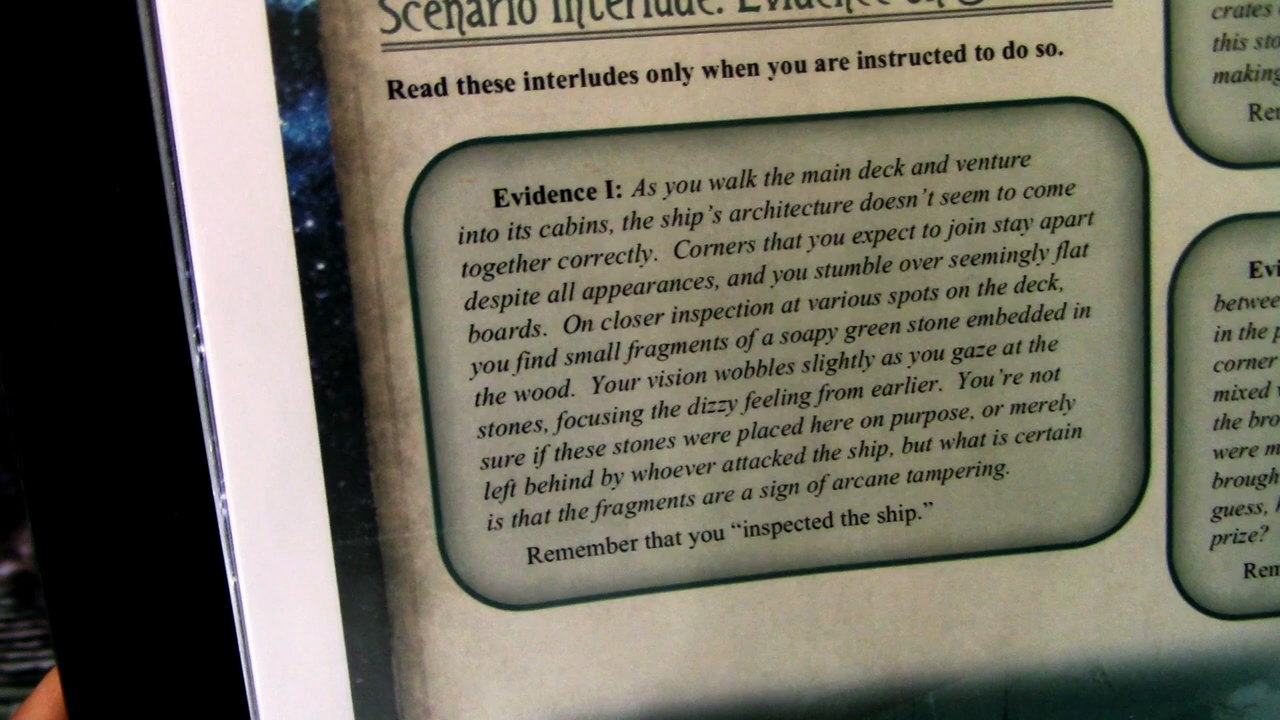 Scenario Interlude: Evidence
Read these interludes only when you are instructed to do so.
Evidence I: As you walk the main deck and venture
into its cabins, the ship's architecture doesn't seem to come
together correctly. Corners that you expect to join stay apart
despite all appearances, and you stumble over seemingly flat
boards. On closer inspection at various spots on the deck,
you find small fragments of a soapy green stone embedded in
the wood. Your vision wobbles slightly as you gaze at the
stones, focusing the dizzy feeling from earlier. You're not
sure if these stones were placed here on purpose, or merely
left behind by whoever attacked the ship, but what is certain
is that the fragments are a sign of arcane tampering.
Remember that you “inspected the ship.”
crates
this sto
making
Re
Evi
betwee
in the p
corner
mixed
the bro
were m
brough
guess,
prize?
Rem